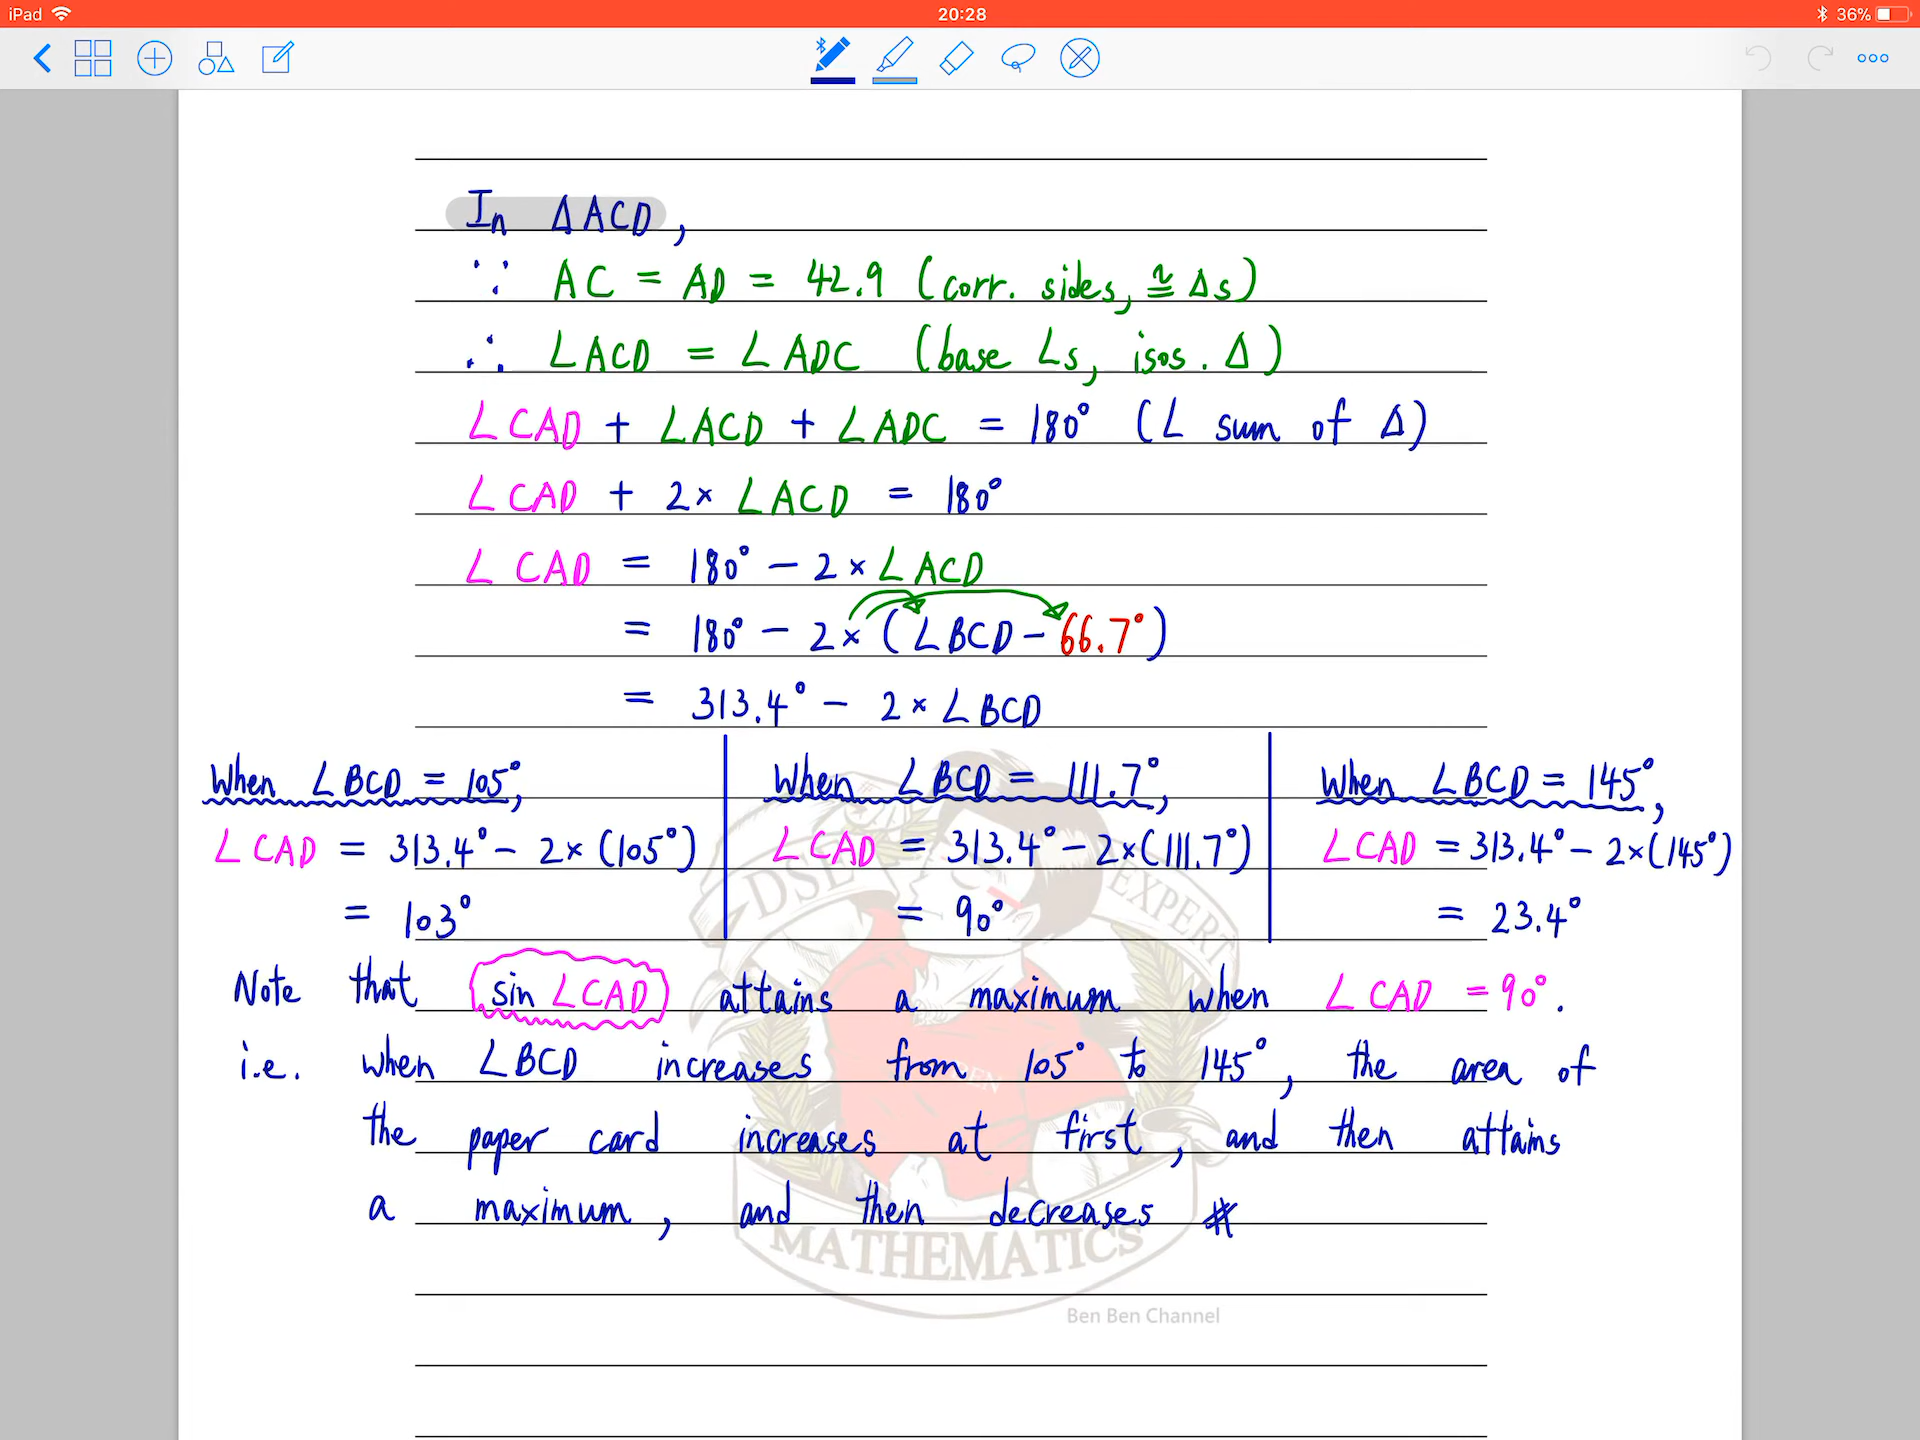 iPad 20:28 36%
In ΔACD,
∵ AC = AD = 42.9 (corr. sides, ≅ Δs)
∴ ∠ACD = ∠ADC (base ∠s, isos. Δ)
∠CAD + ∠ACD + ∠ADC = 180° (∠ sum of Δ)
∠CAD + 2 × ∠ACD = 180°
∠CAD = 180° − 2 × ∠ACD
= 180° − 2 × (∠BCD − 66.7°)
= 313.4° − 2 × ∠BCD
When ∠BCD = 105°,
∠CAD = 313.4° − 2 × (105°)
= 103°
When ∠BCD = 111.7°,
∠CAD = 313.4° − 2 × (111.7°)
= 90°
When ∠BCD = 145°,
∠CAD = 313.4° − 2 × (145°)
= 23.4°
Note that sin ∠CAD attains a maximum when ∠CAD = 90°.
i.e. when ∠BCD increases from 105° to 145°, the area of
the paper card increases at first, and then attains
a maximum, and then decreases #
DSE EXPERT
MATHEMATICS
Ben Ben Channel